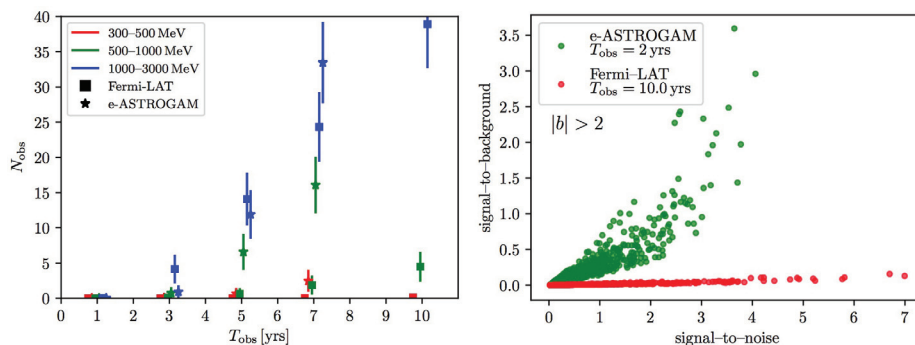 40
35
30
25
20
15
10
5
0
N_obs
300–500 MeV
500–1000 MeV
1000–3000 MeV
Fermi-LAT
e-ASTROGAM
0 1 2 3 4 5 6 7 8 9 10
T_obs [yrs]
3.5
3.0
2.5
2.0
1.5
1.0
0.5
0.0
signal–to–background
e-ASTROGAM
T_obs = 2 yrs
Fermi-LAT
T_obs = 10.0 yrs
|b| > 2
0 1 2 3 4 5 6 7
signal–to–noise